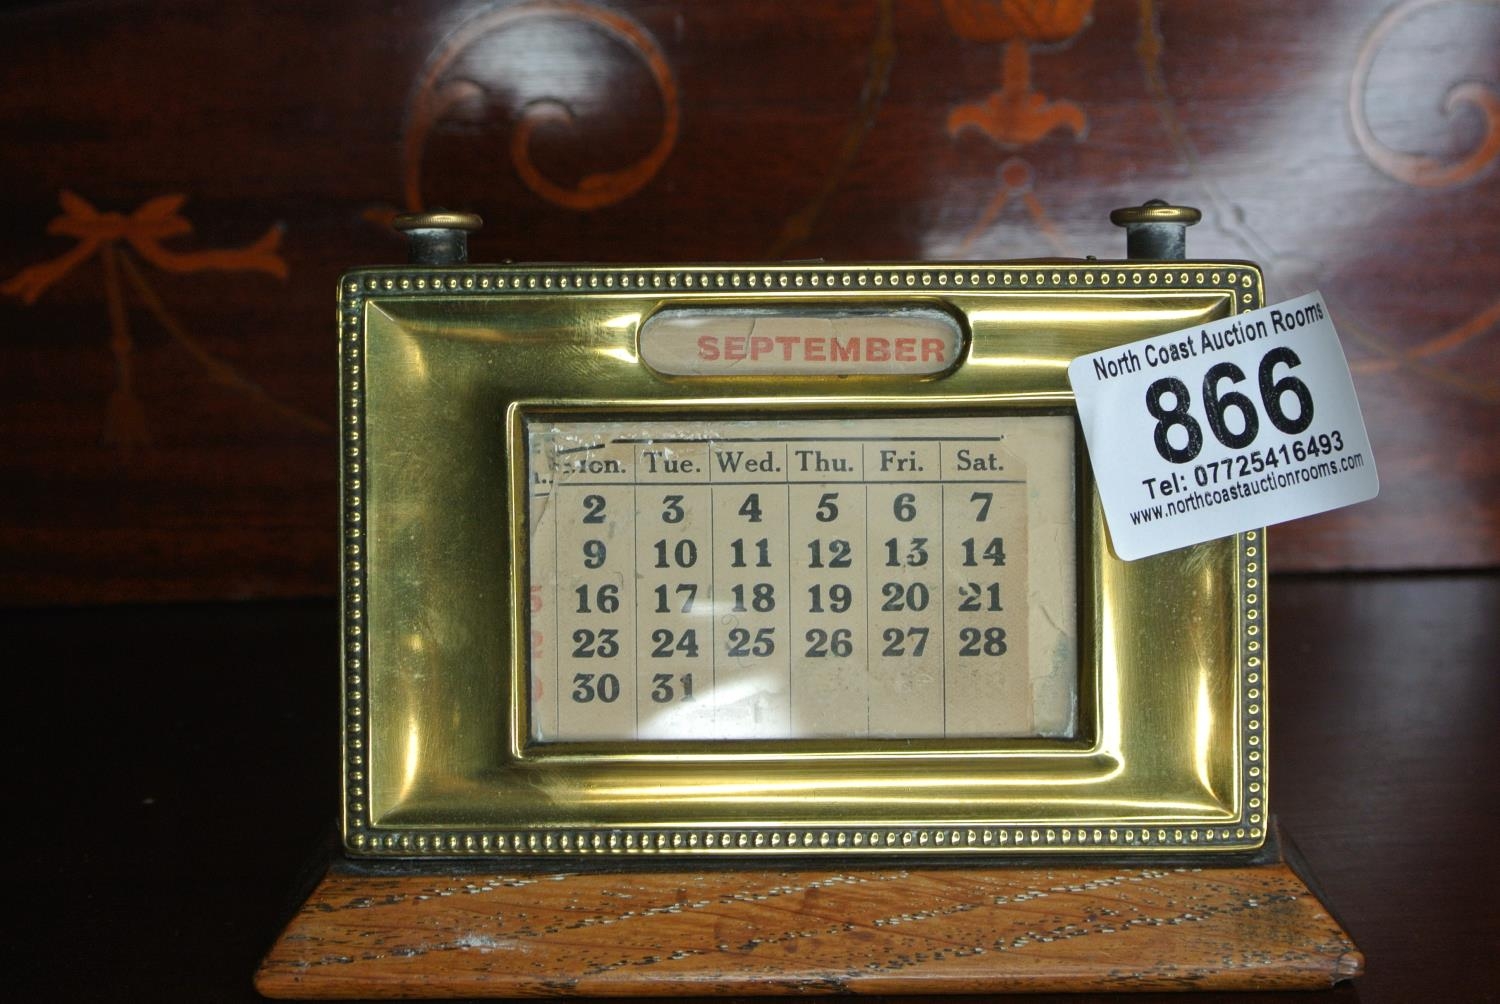 SEPTEMBER
Mon. Tue. Wed. Thu. Fri. Sat.
2 3 4 5 6 7
9 10 11 12 13 14
16 17 18 19 20 21
23 24 25 26 27 28
30 31
North Coast Auction Rooms
866
Tel: 07725416493
www.northcoastauctionrooms.com